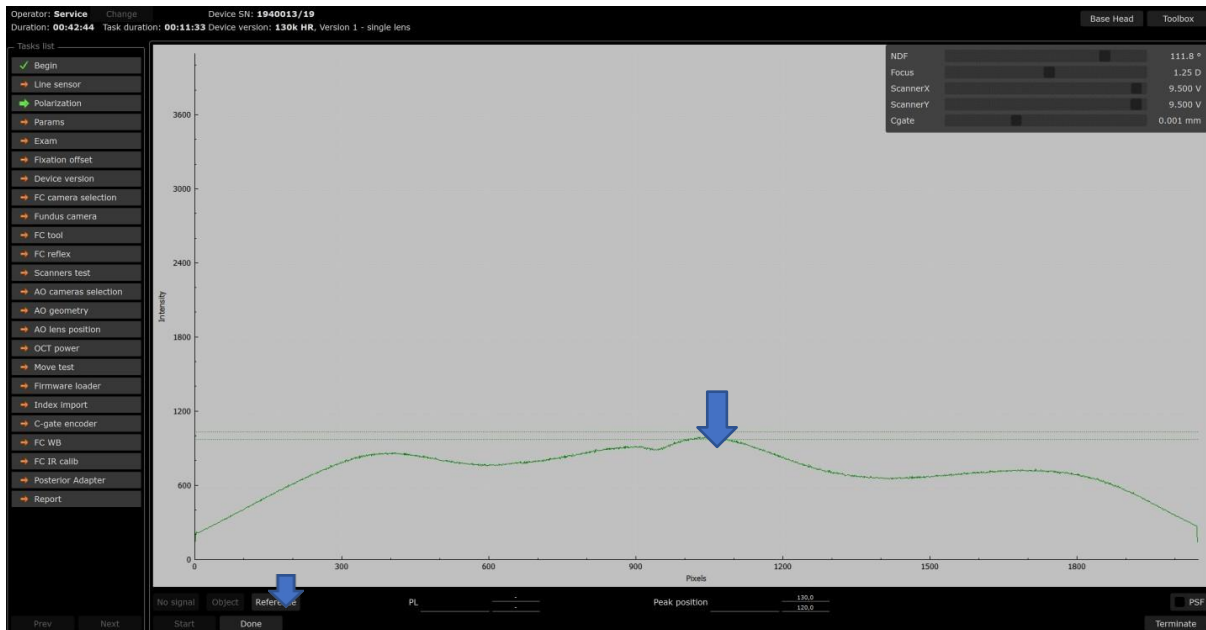 Operator: Service Change Device SN: 1940013/19
Duration: 00:42:44 Task duration: 00:11:33 Device version: 130k HR, Version 1 - single lens
Base Head Toolbox
Tasks list
Begin
Line sensor
Polarization
Params
Exam
Fixation offset
Device version
FC camera selection
Fundus camera
FC tool
FC reflex
Scanners test
AO cameras selection
AO geometry
AO lens position
OCT power
Move test
Firmware loader
Index import
C-gate encoder
FC WB
FC IR calib
Posterior Adapter
Report
Prev Next
NDF 111.8 °
Focus 1.25 D
ScannerX 9.500 V
ScannerY 9.500 V
Cgate 0.001 mm
3600
3000
2400
1800
1200
600
0
Intensity
0 300 600 900 1200 1500 1800
Pixels
No signal Object Reference PL - - Peak position 130,0 120,0 PSF
Start Done Terminate